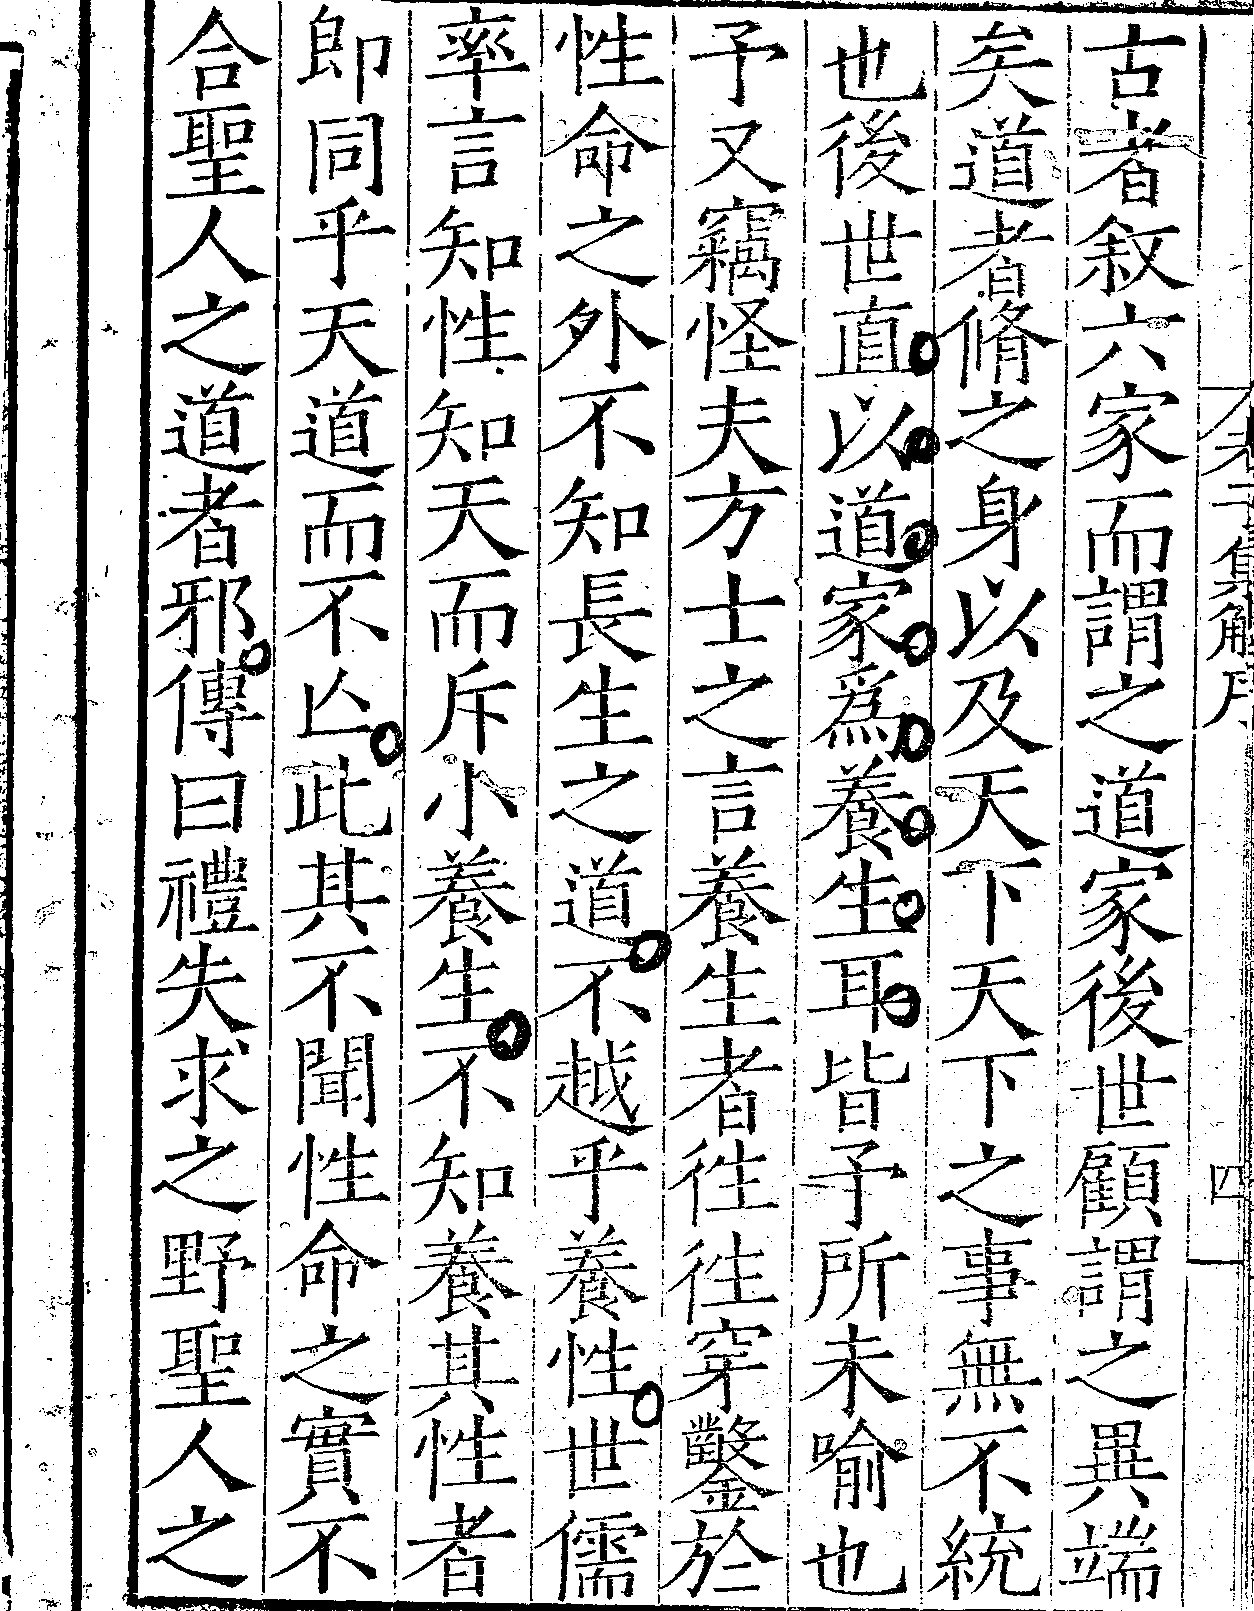 老子集解序
四
古者叙六家而謂之道家後世顧謂之異端
矣道者脩之身以及天下天下之事無不統
也後世直以道家爲養生耳皆予所未喻也
予又竊怪夫方士之言養生者徃徃穿鑿於
性命之外不知長生之道不越乎養性世儒
率言知性知天而斥小養生不知養其性者
即同乎天道而不亾此其不聞性命之實不
合聖人之道者邪傳曰禮失求之野聖人之